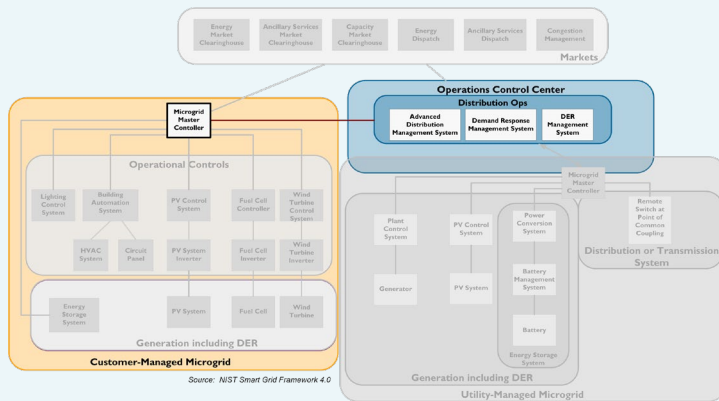 Energy
Market
Clearinghouse
Ancillary Services
Market
Clearinghouse
Capacity
Market
Clearinghouse
Energy
Dispatch
Ancillary Services
Dispatch
Congestion
Management
Markets
Operations Control Center
Distribution Ops
Advanced
Distribution
Management System
Demand Response
Management System
DER
Management
System
Microgrid
Master
Contoller
Operational Controls
Lighting
Control
System
Building
Automation
System
PV Control
System
Fuel Cell
Controller
Wind
Turbine
Control System
HVAC
System
Circuit
Panel
PV System
Inverter
Fuel Cell
Inverter
Wind
Turbine
Inverter
Energy
Storage
System
PV System
Fuel Cell
Wind
Turbine
Generation including DER
Customer-Managed Microgrid
Source: NIST Smart Grid Framework 4.0
Microgrid
Master
Controller
Plant
Control
System
PV Control
System
Power
Conversion
System
Remote
Switch at
Point of
Common
Coupling
Distribution or Transmission
System
Generator
PV System
Battery
Management
System
Battery
Energy Storage
System
Generation including DER
Utility-Managed Microgrid